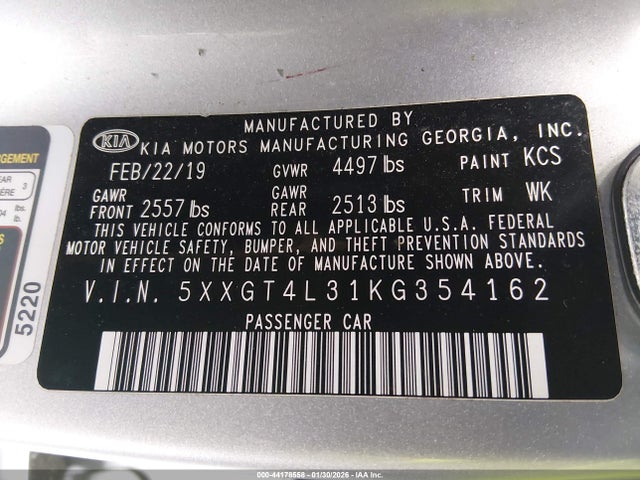 MANUFACTURED BY
KIA KIA MOTORS MANUFACTURING GEORGIA, INC.
FEB/22/19 GVWR 4497 lbs PAINT KCS
GAWR FRONT 2557 lbs GAWR REAR 2513 lbs TRIM WK
THIS VEHICLE CONFORMS TO ALL APPLICABLE U.S.A. FEDERAL
MOTOR VEHICLE SAFETY, BUMPER, AND THEFT PREVENTION STANDARDS
IN EFFECT ON THE DATE OF MANUFACTURE SHOWN ABOVE.
V.I.N. 5XXGT4L31KG354162
PASSENGER CAR
3
lbs.
lb.
5220
000-44178558 - 01/30/2026 - IAA Inc.